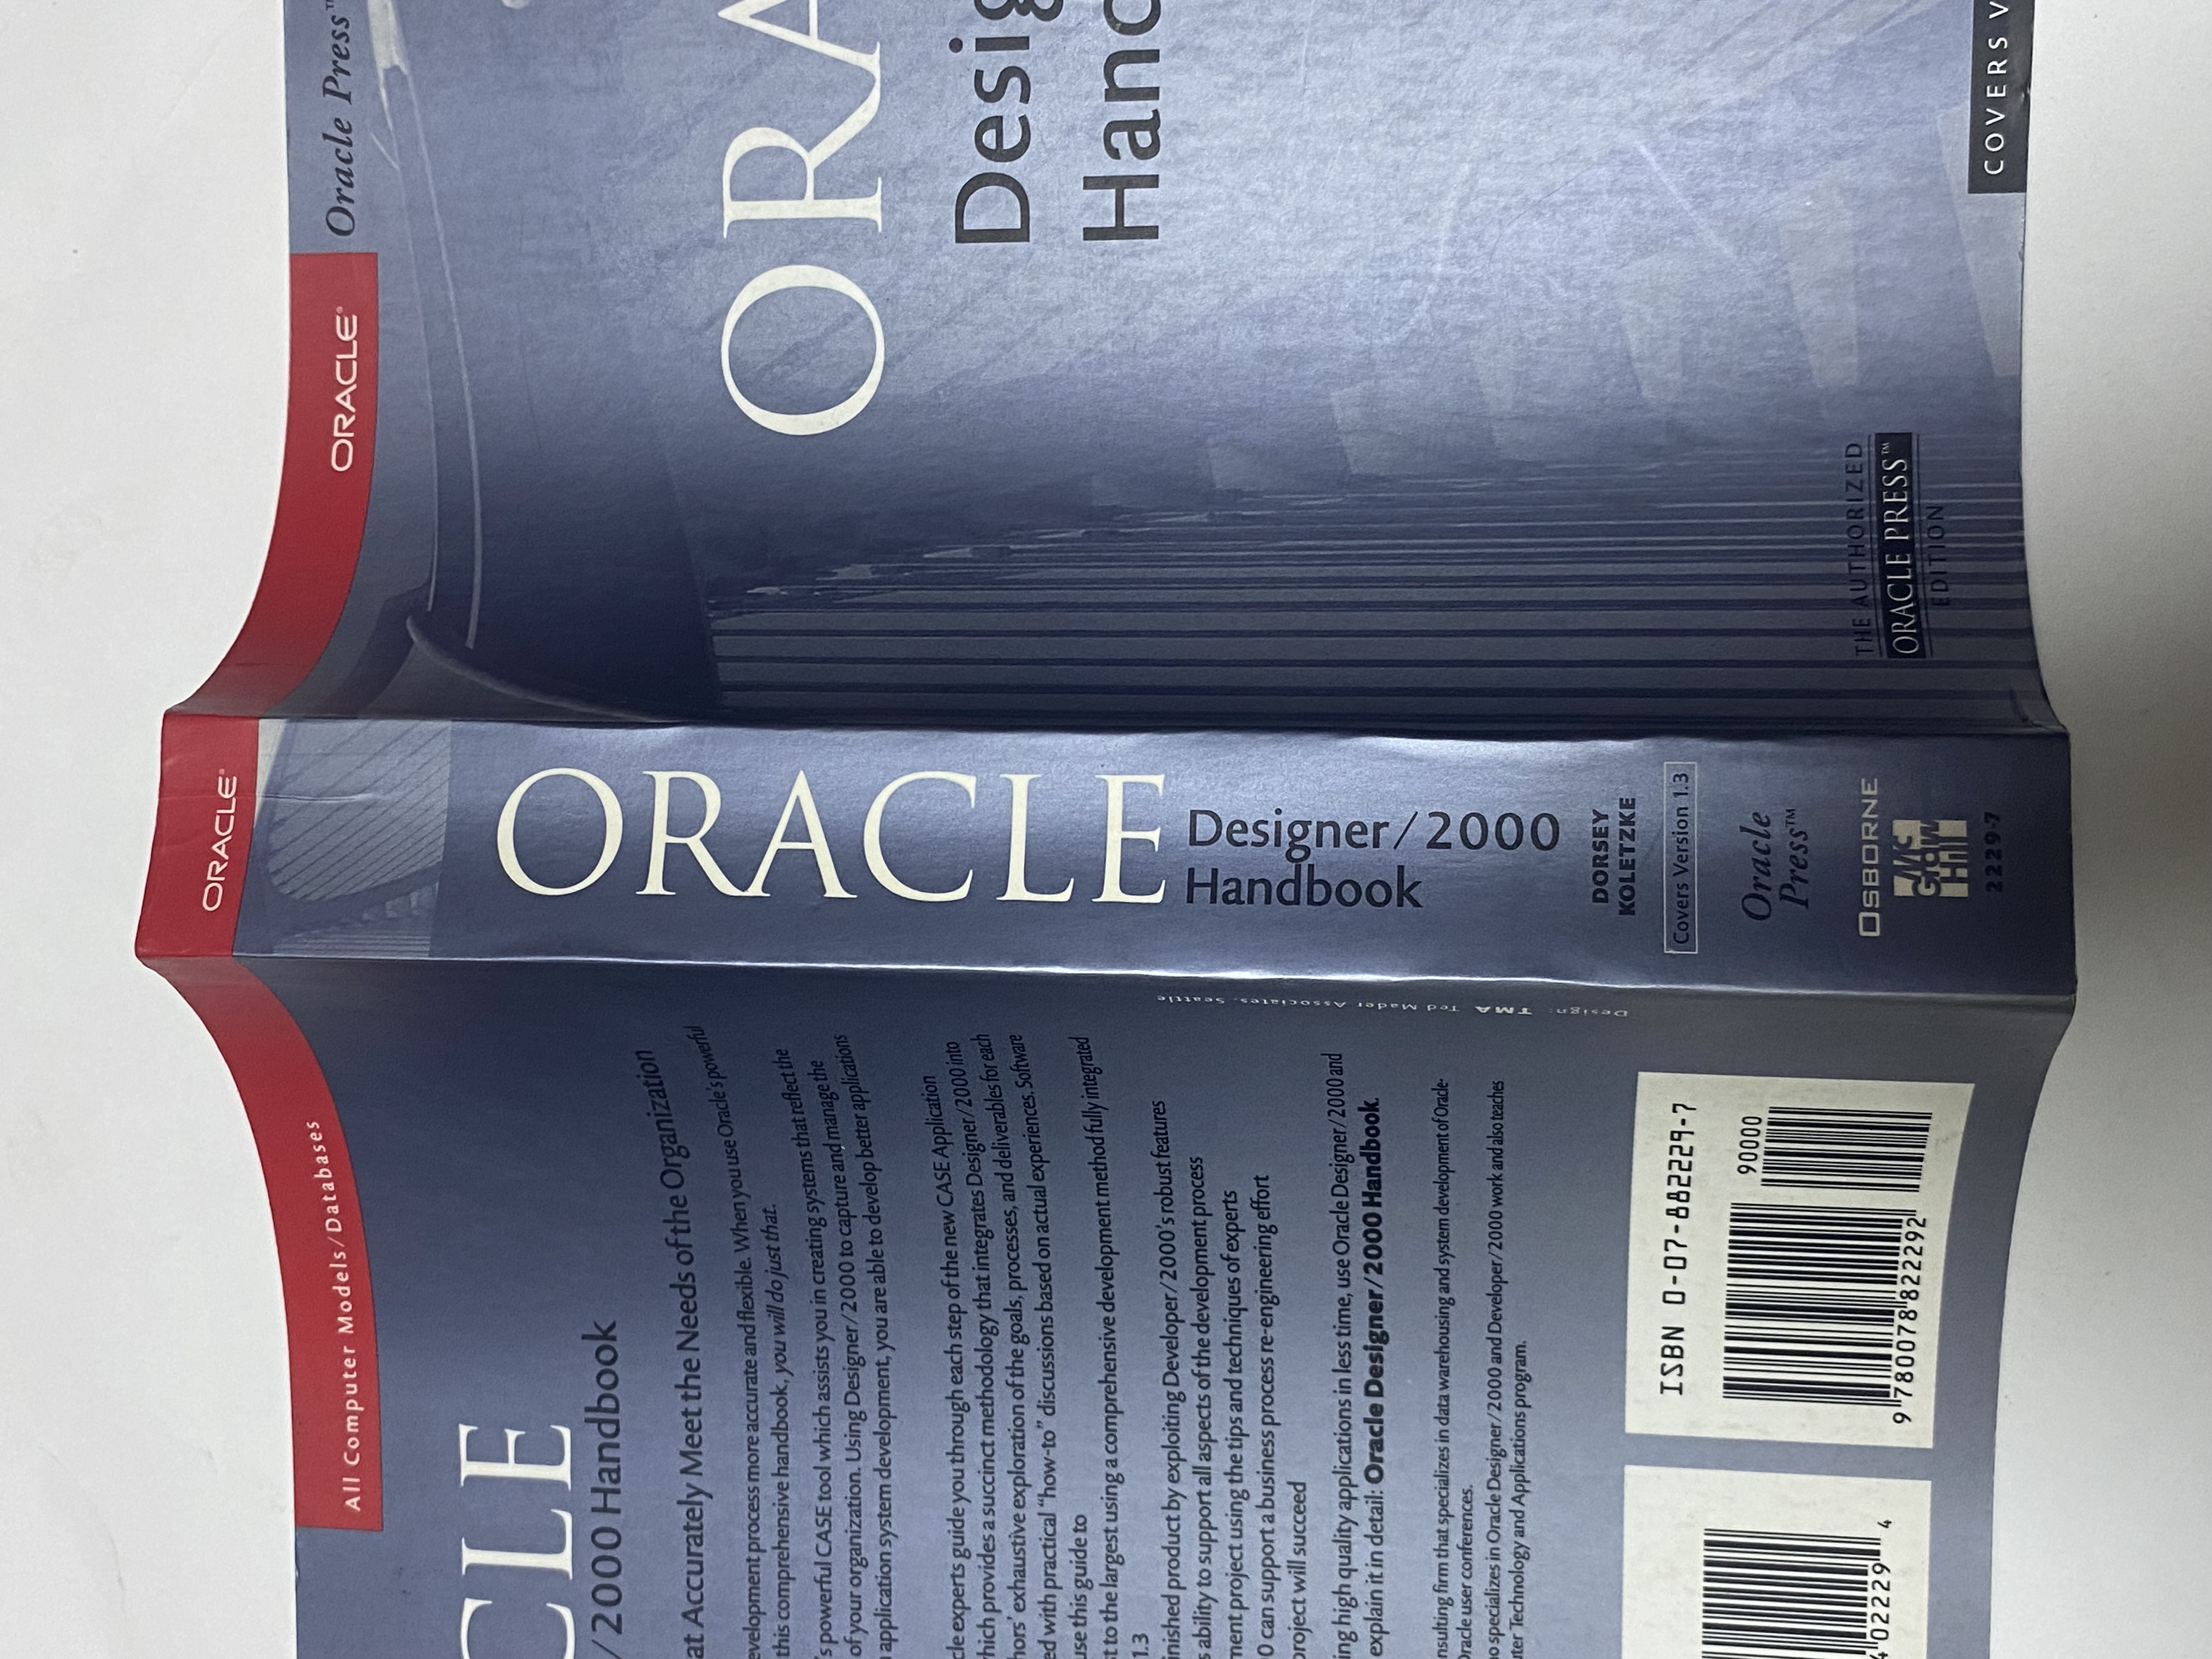 All Computer Models/Databases
CLE
/2000 Handbook
at Accurately Meet the Needs of the Organization
evelopment process more accurate and flexible. When you use Oracle's powerful
this comprehensive handbook, you will do just that.
's powerful CASE tool which assists you in creating systems that reflect the
of your organization. Using Designer/2000 to capture and manage the
application system development, you are able to develop better applications
cle experts guide you through each step of the new CASE Application
hich provides a succinct methodology that integrates Designer/2000 into
hors' exhaustive exploration of the goals, processes, and deliverables for each
ed with practical "how-to" discussions based on actual experiences. Software
use this guide to
st to the largest using a comprehensive development method fully integrated
1.3
inished product by exploiting Developer/2000's robust features
s ability to support all aspects of the development process
ment project using the tips and techniques of experts
0 can support a business process re-engineering effort
project will succeed
ing high quality applications in less time, use Oracle Designer/2000 and
explain it in detail: Oracle Designer/2000 Handbook.
nsulting firm that specializes in data warehousing and system development of Oracle-
Oracle user conferences.
o specializes in Oracle Designer/2000 and Developer/2000 work and also teaches
uter Technology and Applications program.
Design: TMA Ted Mader Associates, Seattle
02229 4
ISBN 0-07-882229-7
90000
9 780078 822292
ORACLE®
ORACLE
Designer/2000
Handbook
DORSEY
KOLETZKE
Covers Version 1.3
Oracle
Press™
OSBORNE
Mc
Graw
Hill
2229-7
ORACLE® Oracle Press™
ORA
Desig
Hand
THE AUTHORIZED
ORACLE PRESS™
EDITION
COVERS V